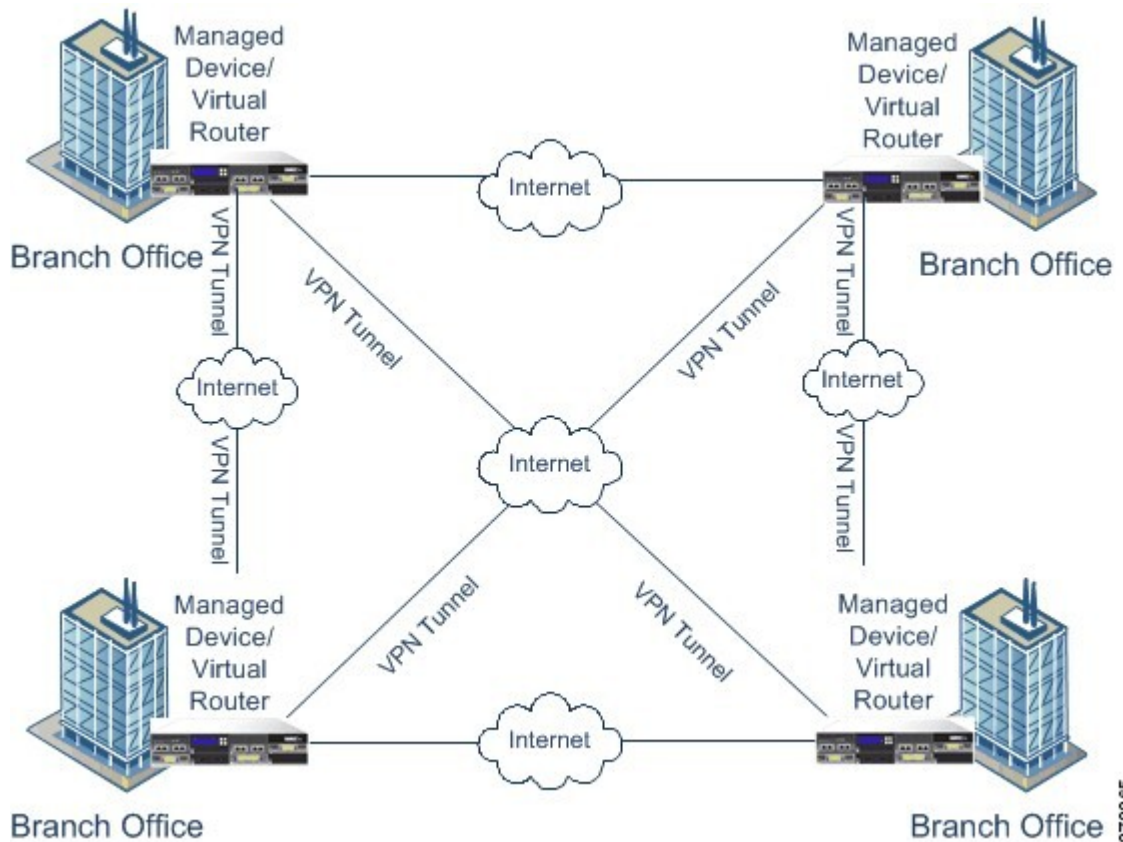 Managed
Device/
Virtual
Router
Branch Office
Managed
Device/
Virtual
Router
Branch Office
Internet
VPN Tunnel
VPN Tunnel
VPN Tunnel
VPN Tunnel
Internet
Internet
Internet
VPN Tunnel
VPN Tunnel
VPN Tunnel
VPN Tunnel
Managed
Device/
Virtual
Router
Branch Office
Internet
Managed
Device/
Virtual
Router
Branch Office